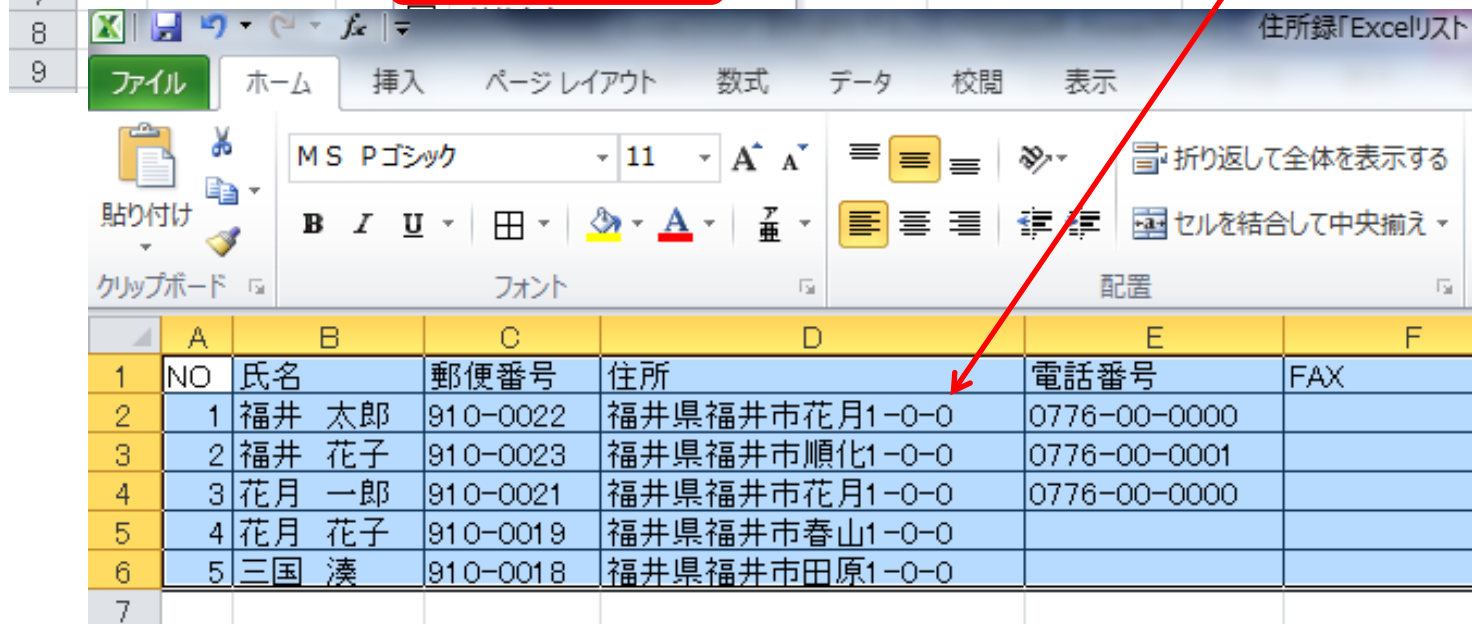 8
9
住所録「Excelリスト
ファイル ホーム 挿入 ページ レイアウト 数式 データ 校閲 表示
MS Pゴシック 11 A A 折り返して全体を表示する
貼り付け B I U A ア亜 セルを結合して中央揃え
クリップボード フォント 配置
A B C D E F
1 NO 氏名 郵便番号 住所 電話番号 FAX
2 1 福井 太郎 910-0022 福井県福井市花月1-0-0 0776-00-0000
3 2 福井 花子 910-0023 福井県福井市順化1-0-0 0776-00-0001
4 3 花月 一郎 910-0021 福井県福井市花月1-0-0 0776-00-0000
5 4 花月 花子 910-0019 福井県福井市春山1-0-0
6 5 三国 湊 910-0018 福井県福井市田原1-0-0
7